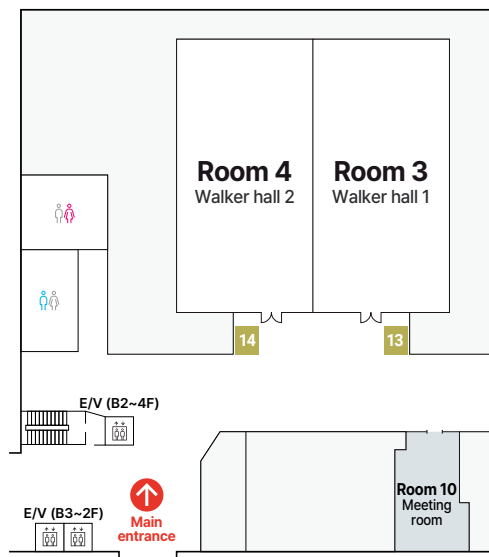 Room 4
Walker hall 2
Room 3
Walker hall 1
14
13
E/V (B2~4F)
E/V (B3~2F)
Main
entrance
Room 10
Meeting
room